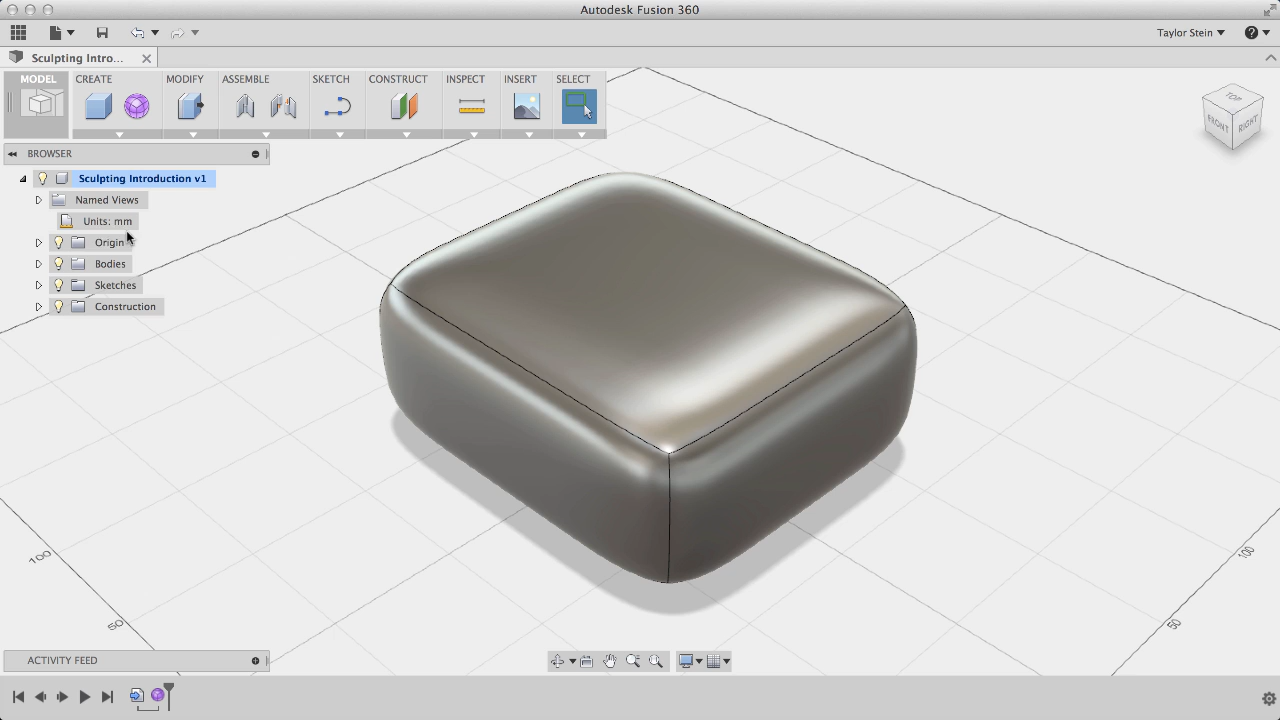 Autodesk Fusion 360
Taylor Stein
Sculpting Intro...
MODEL CREATE MODIFY ASSEMBLE SKETCH CONSTRUCT INSPECT INSERT SELECT
TOP
FRONT RIGHT
BROWSER
Sculpting Introduction v1
Named Views
Units: mm
Origin
Bodies
Sketches
Construction
100
100
50
50
ACTIVITY FEED